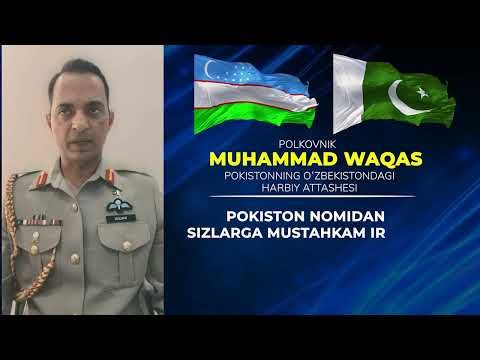 POLKOVNIK
MUHAMMAD WAQAS
POKISTONNING O'ZBEKISTONDAGI
HARBIY ATTASHESI
POKISTON NOMIDAN
SIZLARGA MUSTAHKAM IR